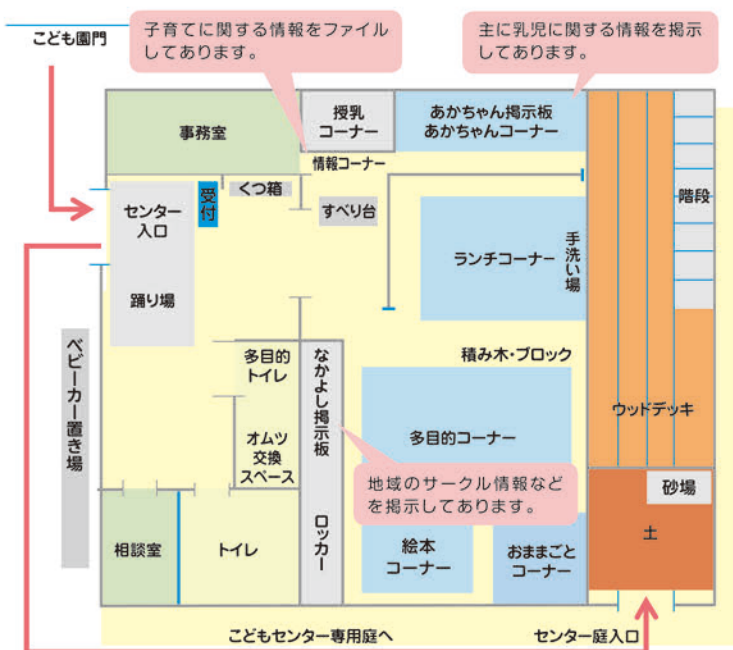 こども園門
子育てに関する情報をファイル
してあります。
主に乳児に関する情報を掲示
してあります。
事務室
授乳
コーナー
あかちゃん掲示板
あかちゃんコーナー
情報コーナー
階段
センター
入口
受付
くつ箱
すべり台
ランチコーナー
手洗い場
踊り場
ベビーカー置き場
多目的
トイレ
なかよし掲示板
積み木・ブロック
多目的コーナー
ウッドデッキ
オムツ
交換
スペース
地域のサークル情報など
を掲示してあります。
砂場
土
相談室
トイレ
ロッカー
絵本
コーナー
おままごと
コーナー
こどもセンター専用庭へ
センター庭入口